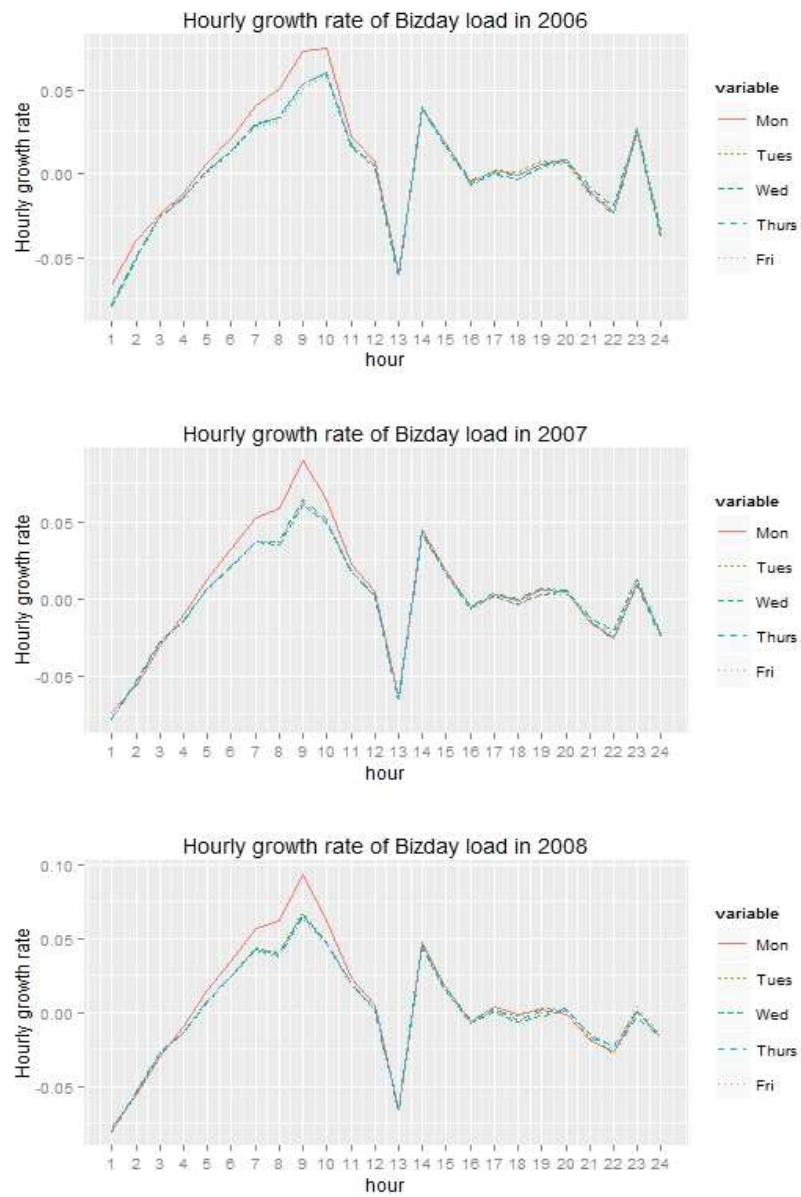 Hourly growth rate of Bizday load in 2006
Hourly growth rate
0.05
0.00
-0.05
1 2 3 4 5 6 7 8 9 10 11 12 13 14 15 16 17 18 19 20 21 22 23 24
hour
variable
Mon
Tues
Wed
Thurs
Fri
Hourly growth rate of Bizday load in 2007
Hourly growth rate
0.05
0.00
-0.05
1 2 3 4 5 6 7 8 9 10 11 12 13 14 15 16 17 18 19 20 21 22 23 24
hour
variable
Mon
Tues
Wed
Thurs
Fri
Hourly growth rate of Bizday load in 2008
Hourly growth rate
0.10
0.05
0.00
-0.05
1 2 3 4 5 6 7 8 9 10 11 12 13 14 15 16 17 18 19 20 21 22 23 24
hour
variable
Mon
Tues
Wed
Thurs
Fri